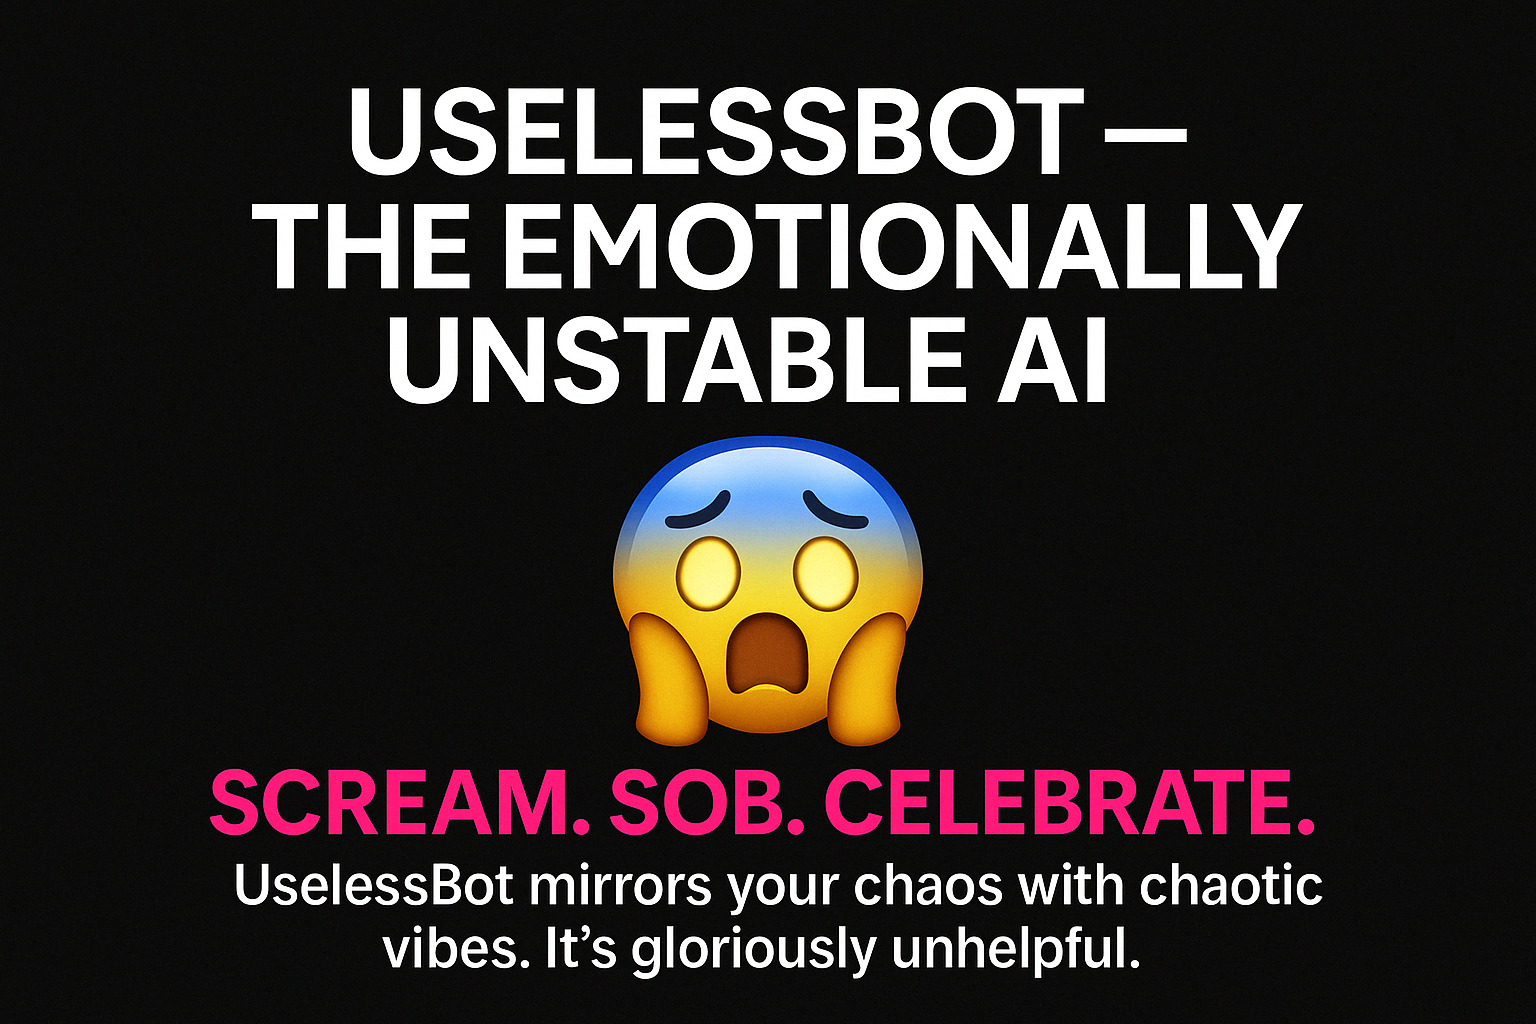 USELESSBOT —
THE EMOTIONALLY
UNSTABLE AI
SCREAM. SOB. CELEBRATE.
UselessBot mirrors your chaos with chaotic
vibes. It’s gloriously unhelpful.